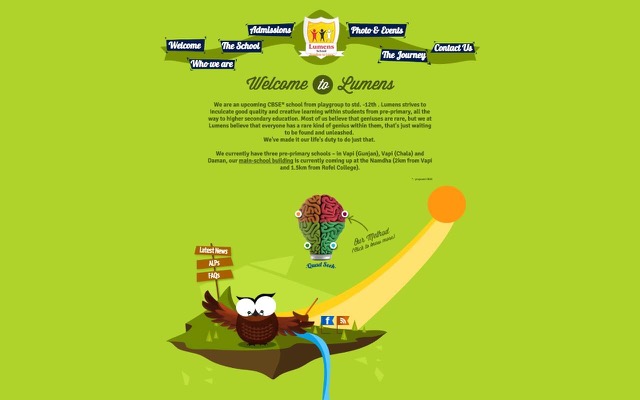 Admissions
Photo & Events
Welcome
The School
Lumens
The Journey
Contact Us
Who we are
Welcome to Lumens
We are an upcoming CBSE* school from playgroup to std. -12th . Lumens strives to
inculcate good quality and creative learning within students from pre-primary, all the
way to higher secondary education. Most of us believe that geniuses are rare, but we at
Lumens believe that everyone has a rare kind of genius within them, that's just waiting
to be found and unleashed.
We've made it our life's duty to do just that.
We currently have three pre-primary schools – in Vapi (Gunjan), Vapi (Chala) and
Daman, our main-school building is currently coming up at the Namdha (2km from Vapi
and 1.5km from Rofel College).
Our Method
(Click to know more)
Quad Seek.
Latest News
ALPs
FAQs